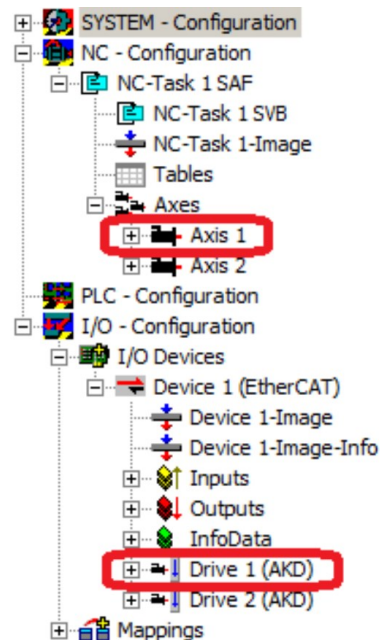 SYSTEM - Configuration
NC - Configuration
NC-Task 1 SAF
NC-Task 1 SVB
NC-Task 1-Image
Tables
Axes
Axis 1
Axis 2
PLC - Configuration
I/O - Configuration
I/O Devices
Device 1 (EtherCAT)
Device 1-Image
Device 1-Image-Info
Inputs
Outputs
InfoData
Drive 1 (AKD)
Drive 2 (AKD)
Mappings